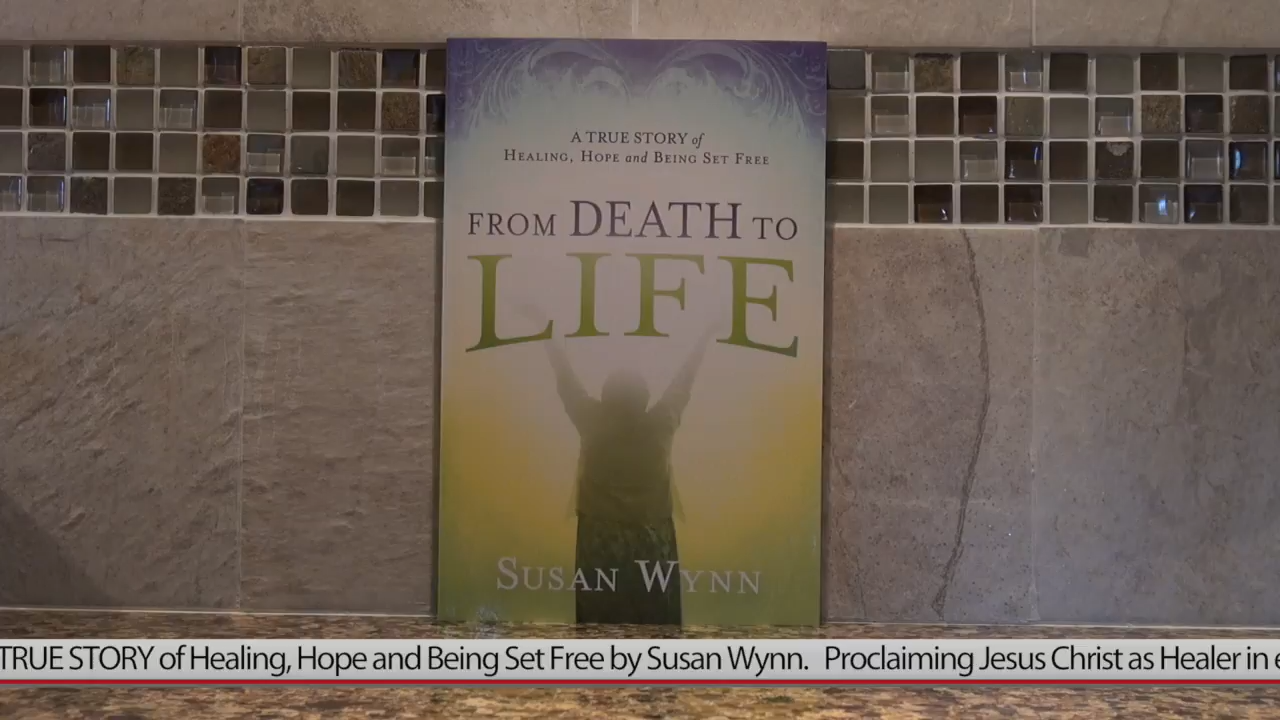 A TRUE STORY of
HEALING, HOPE and BEING SET FREE
FROM DEATH TO
LIFE
SUSAN WYNN
TRUE STORY of Healing, Hope and Being Set Free by Susan Wynn. Proclaiming Jesus Christ as Healer in